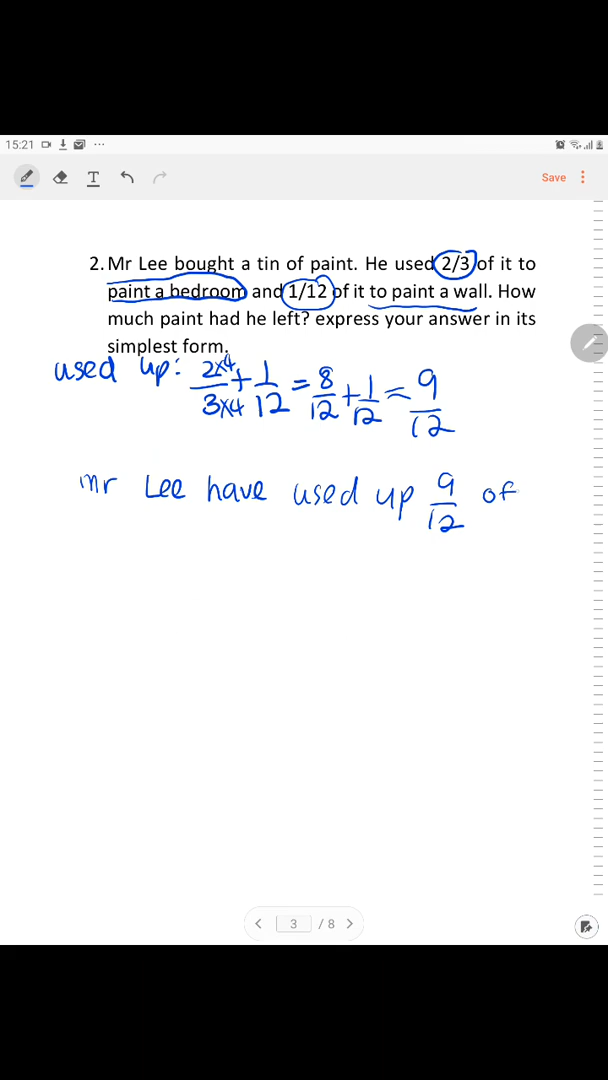 15:21
Save
2. Mr Lee bought a tin of paint. He used 2/3 of it to
paint a bedroom and 1/12 of it to paint a wall. How
much paint had he left? express your answer in its
simplest form.
used up: 2x4/3x4 + 1/12 = 8/12 + 1/12 = 9/12
Mr Lee have used up 9/12 of
3 / 8